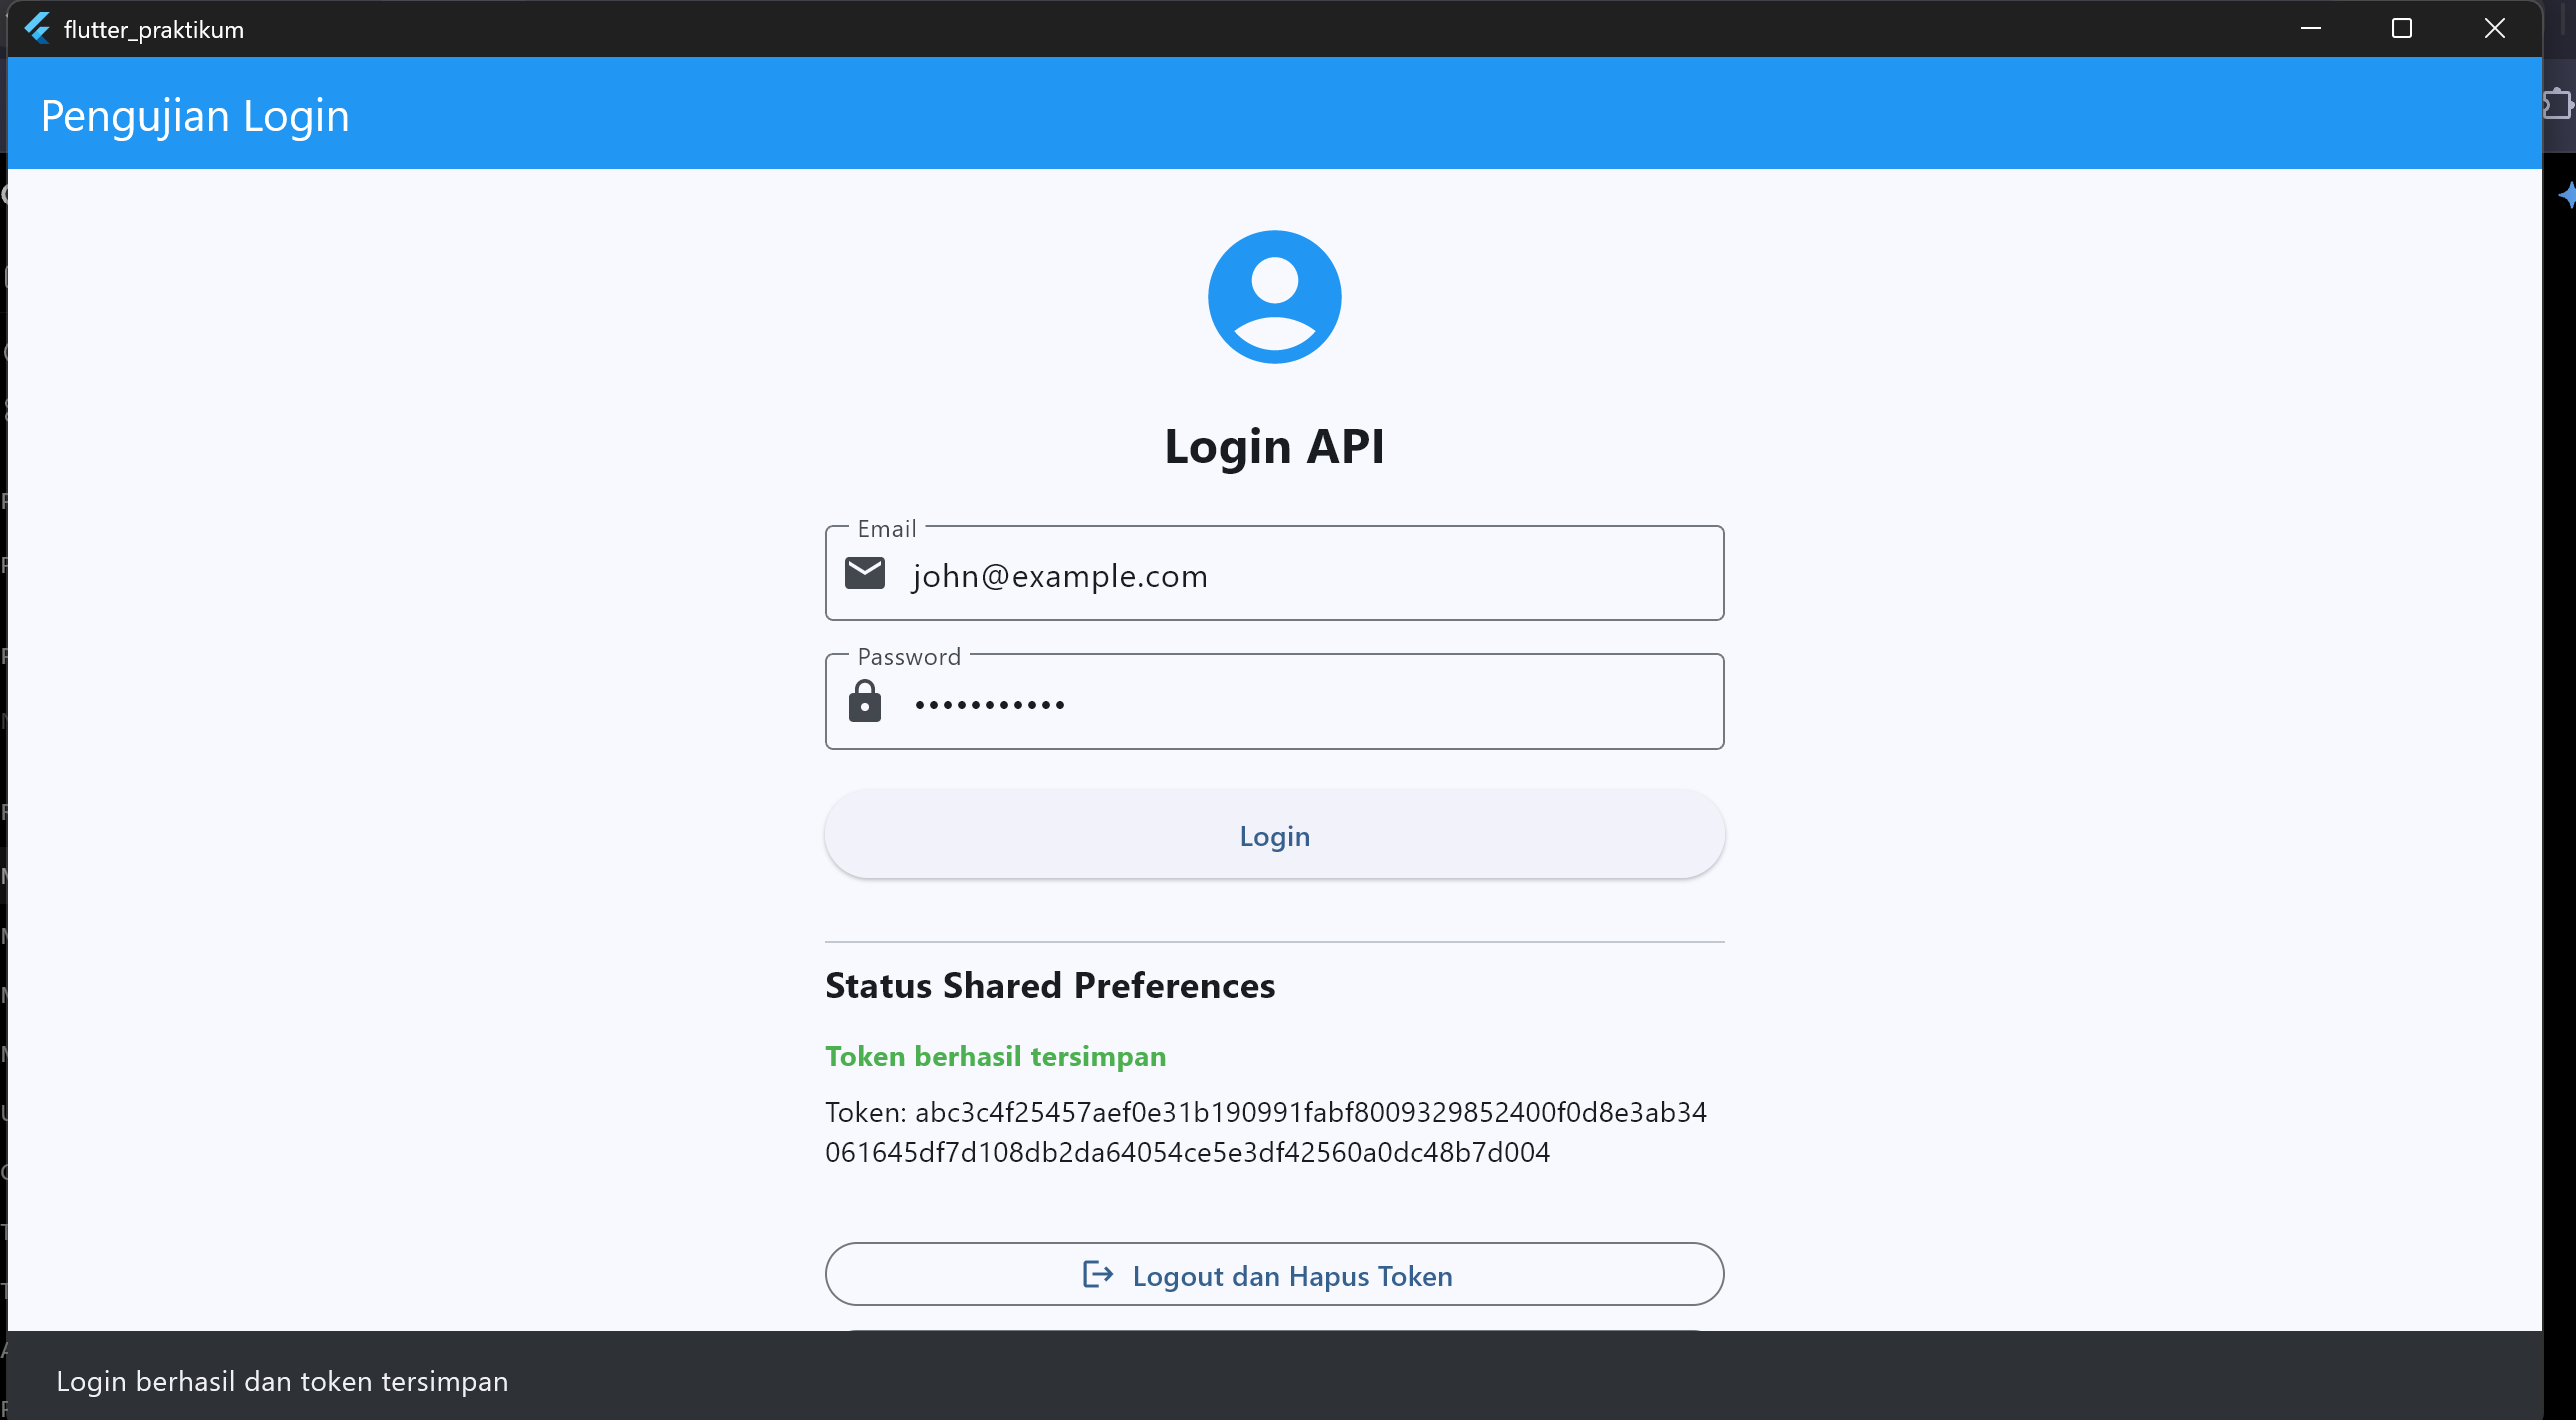 flutter_praktikum
Pengujian Login
Login API
Email
john@example.com
Password
•••••••••••
Login
Status Shared Preferences
Token berhasil tersimpan
Token: abc3c4f25457aef0e31b190991fabf8009329852400f0d8e3ab34
061645df7d108db2da64054ce5e3df42560a0dc48b7d004
Logout dan Hapus Token
Login berhasil dan token tersimpan